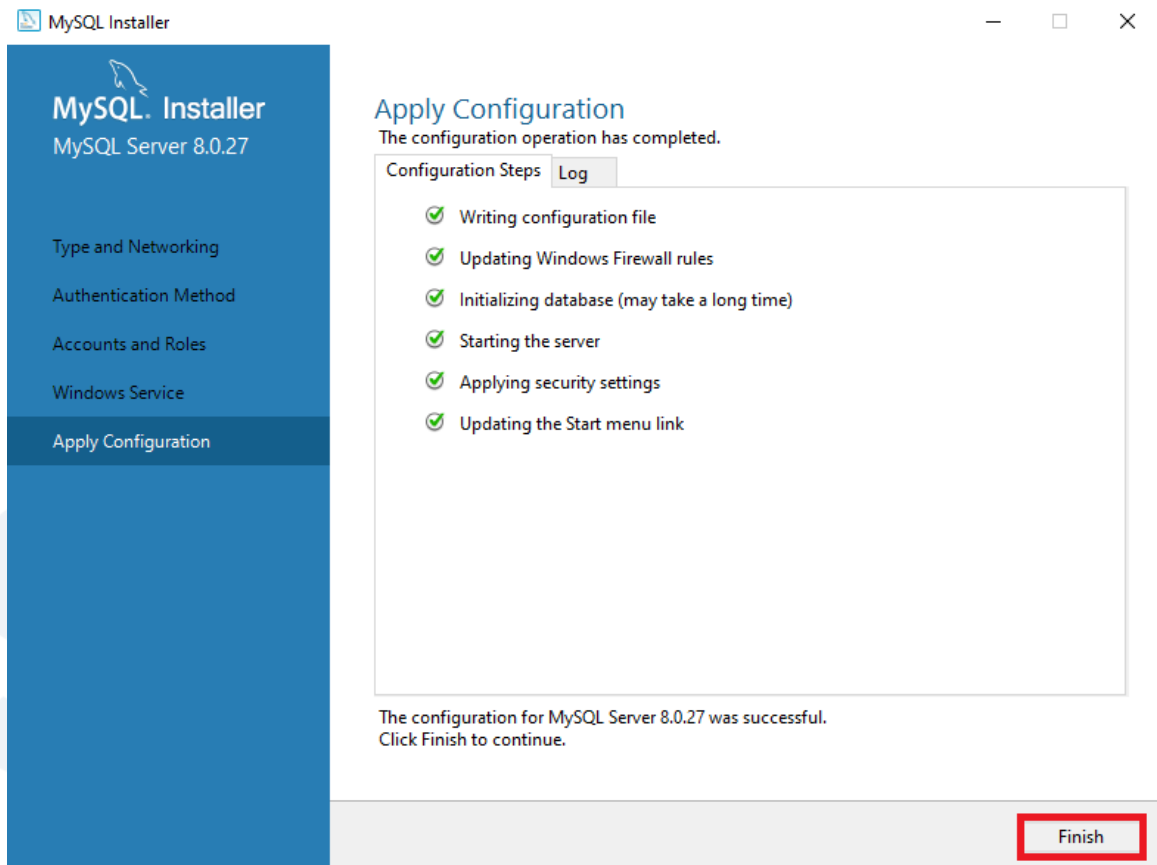 MySQL Installer
MySQL. Installer
MySQL Server 8.0.27
Type and Networking
Authentication Method
Accounts and Roles
Windows Service
Apply Configuration
Apply Configuration
The configuration operation has completed.
Configuration Steps Log
Writing configuration file
Updating Windows Firewall rules
Initializing database (may take a long time)
Starting the server
Applying security settings
Updating the Start menu link
The configuration for MySQL Server 8.0.27 was successful.
Click Finish to continue.
Finish